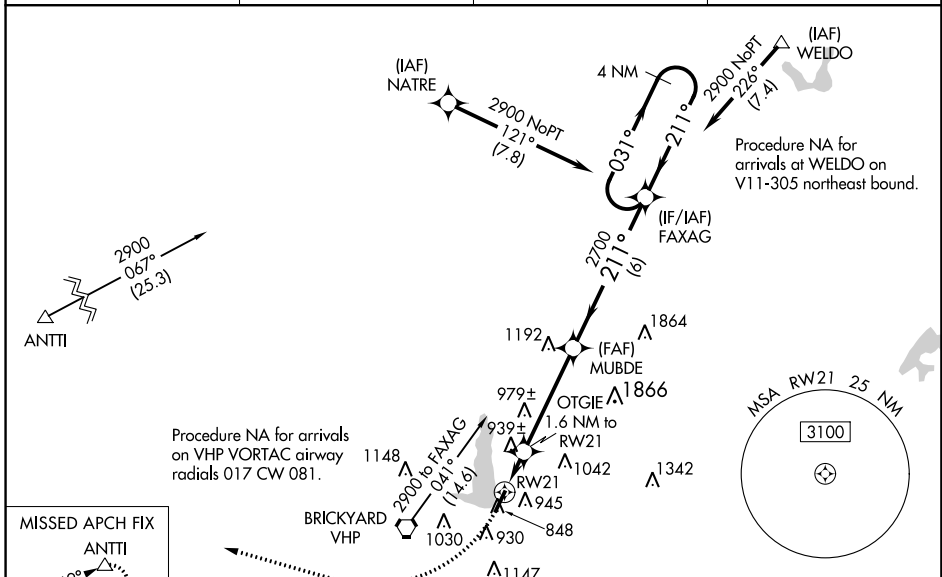 (IAF)
WELDO
2900 NoPT
226°
(7.4)
4 NM
031°
211°
(IAF)
NATRE
2900 NoPT
121°
(7.8)
Procedure NA for
arrivals at WELDO on
V11-305 northeast bound.
(IF/IAF)
FAXAG
2700
211°
(6)
2900
067°
(25.3)
ANTTI
1192
1864
(FAF)
MUBDE
1866
979±
OTGIE
1.6 NM to
RW21
939±
1042
1342
Procedure NA for arrivals
on VHP VORTAC airway
radials 017 CW 081.
1148
2900 to FAXAG
041°
(14.6)
BRICKYARD
VHP
1030
RW21
945
848
930
1147
MSA RW21 25 NM
3100
MISSED APCH FIX
ANTTI